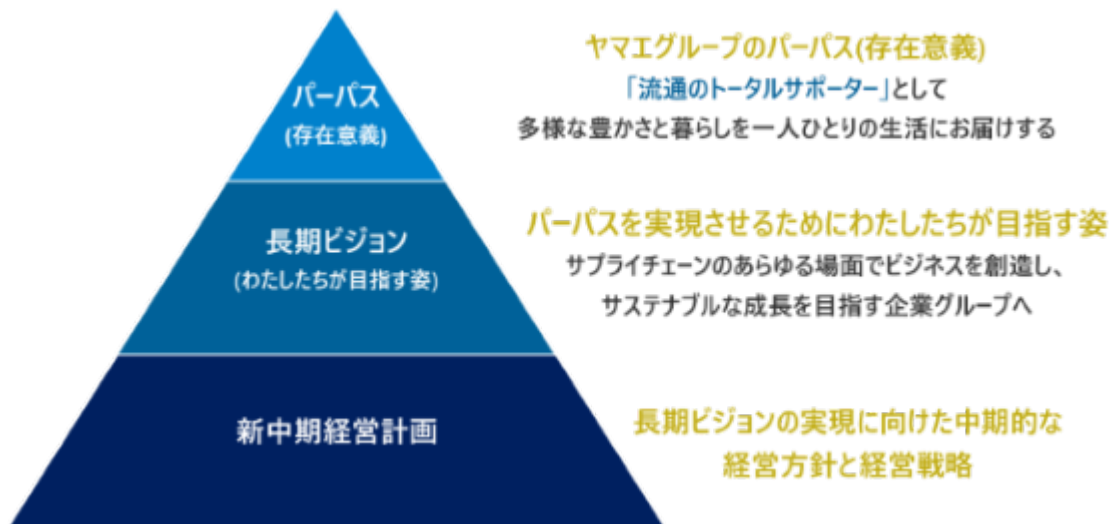 パーパス
(存在意義)
ヤマエグループのパーパス(存在意義)
「流通のトータルサポーター」として
多様な豊かさと暮らしを一人ひとりの生活にお届けする
長期ビジョン
(わたしたちが目指す姿)
パーパスを実現させるためにわたしたちが目指す姿
サプライチェーンのあらゆる場面でビジネスを創造し、
サステナブルな成長を目指す企業グループへ
新中期経営計画
長期ビジョンの実現に向けた中期的な
経営方針と経営戦略